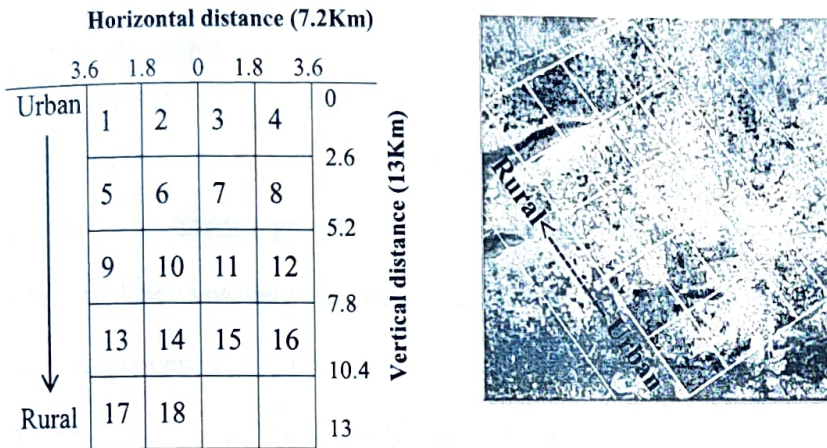 Horizontal distance (7.2Km)
3.6 1.8 0 1.8 3.6
Urban 1 2 3 4 0
2.6
5 6 7 8
5.2
9 10 11 12
7.8
13 14 15 16
10.4
Rural 17 18
13
Vertical distance (13Km)
Rural
Urban